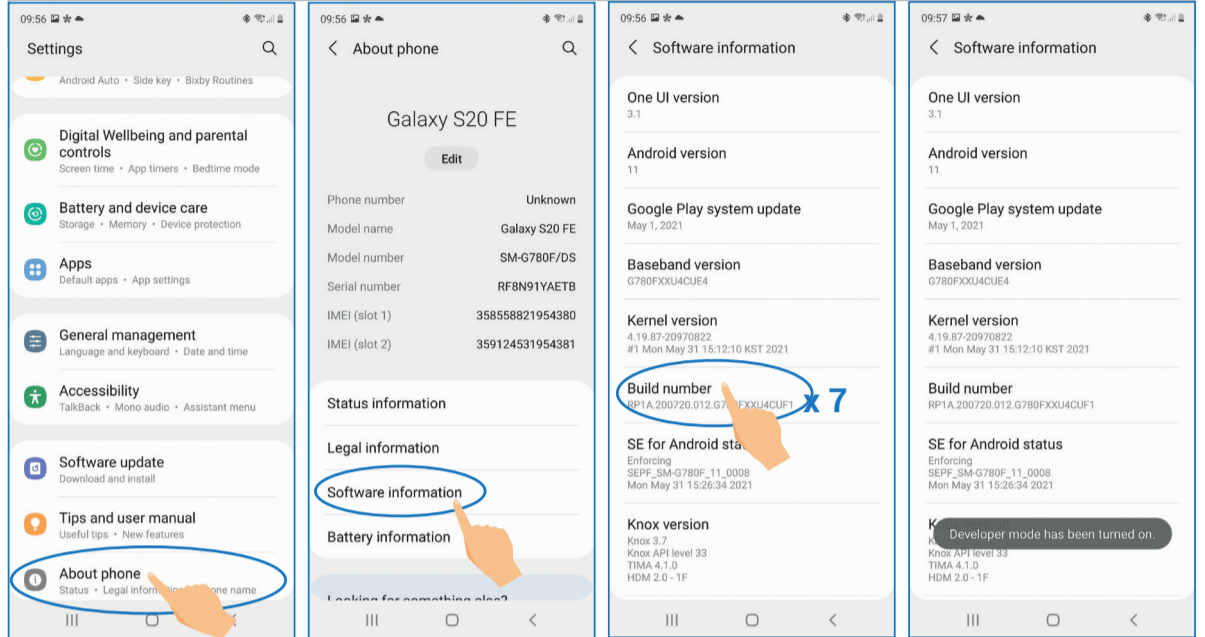 09:56
Settings
Android Auto • Side key • Bixby Routines
Digital Wellbeing and parental
controls
Screen time • App timers • Bedtime mode
Battery and device care
Storage • Memory • Device protection
Apps
Default apps • App settings
General management
Language and keyboard • Date and time
Accessibility
TalkBack • Mono audio • Assistant menu
Software update
Download and install
Tips and user manual
Useful tips • New features
About phone
Status • Legal information one name
09:56
About phone
Galaxy S20 FE
Edit
Phone number Unknown
Model name Galaxy S20 FE
Model number SM-G780F/DS
Serial number RF8N91YAETB
IMEI (slot 1) 358558821954380
IMEI (slot 2) 359124531954381
Status information
Legal information
Software information
Battery information
Looking for something else?
09:56
Software information
One UI version
3.1
Android version
11
Google Play system update
May 1, 2021
Baseband version
G780FXXU4CUE4
Kernel version
4.19.87-20970822
#1 Mon May 31 15:12:10 KST 2021
Build number
RP1A.200720.012.G780FXXU4CUF1
x 7
SE for Android status
Enforcing
SEPF_SM-G780F_11_0008
Mon May 31 15:26:34 2021
Knox version
Knox 3.7
Knox API level 33
TIMA 4.1.0
HDM 2.0 - 1F
09:57
Software information
One UI version
3.1
Android version
11
Google Play system update
May 1, 2021
Baseband version
G780FXXU4CUE4
Kernel version
4.19.87-20970822
#1 Mon May 31 15:12:10 KST 2021
Build number
RP1A.200720.012.G780FXXU4CUF1
SE for Android status
Enforcing
SEPF_SM-G780F_11_0008
Mon May 31 15:26:34 2021
Developer mode has been turned on.
Knox API level 33
TIMA 4.1.0
HDM 2.0 - 1F